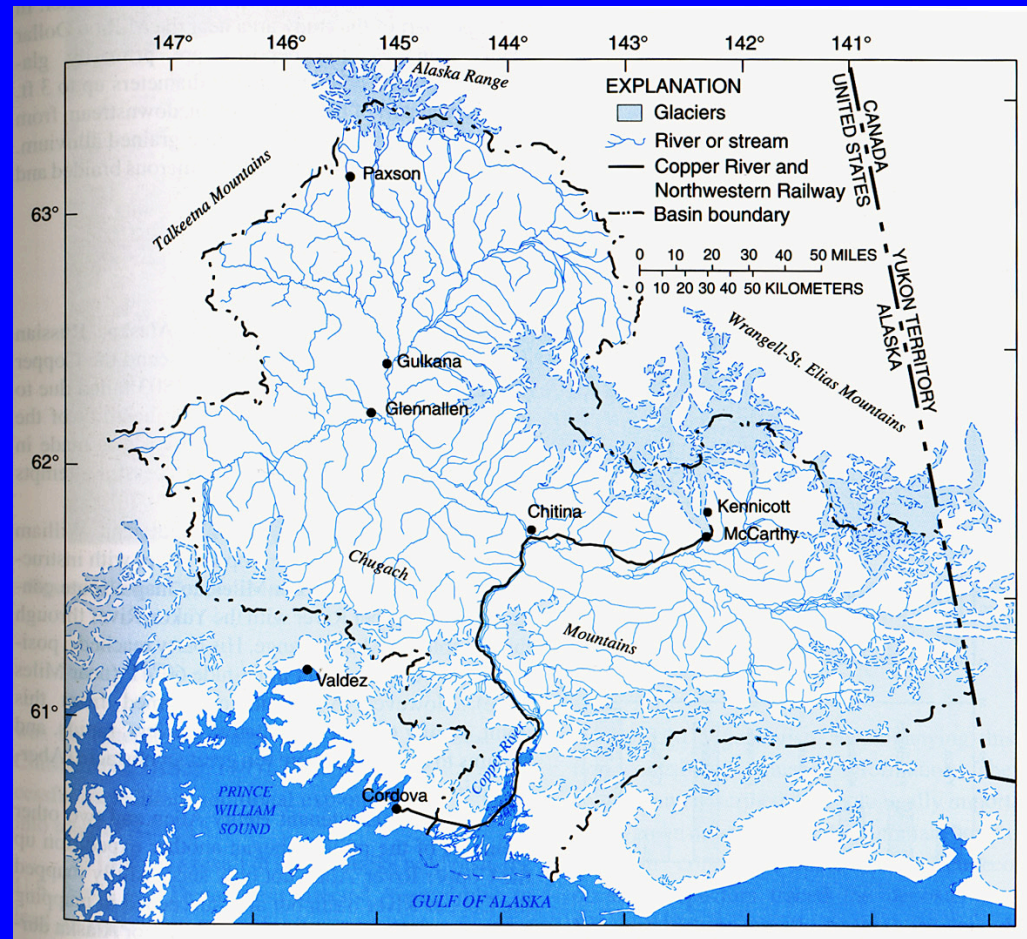 147°
146°
145°
144°
143°
142°
141°
Alaska Range
EXPLANATION
Glaciers
River or stream
Copper River and
Northwestern Railway
Basin boundary
0 10 20 30 40 50 MILES
0 10 20 30 40 50 KILOMETERS
CANADA
UNITED STATES
YUKON TERRITORY
ALASKA
Talkeetna Mountains
Paxson
63°
Wrangell-St. Elias Mountains
Gulkana
Glennallen
62°
Chitina
Kennicott
McCarthy
Chugach
Mountains
Valdez
61°
Copper River
PRINCE
WILLIAM
SOUND
Cordova
GULF OF ALASKA